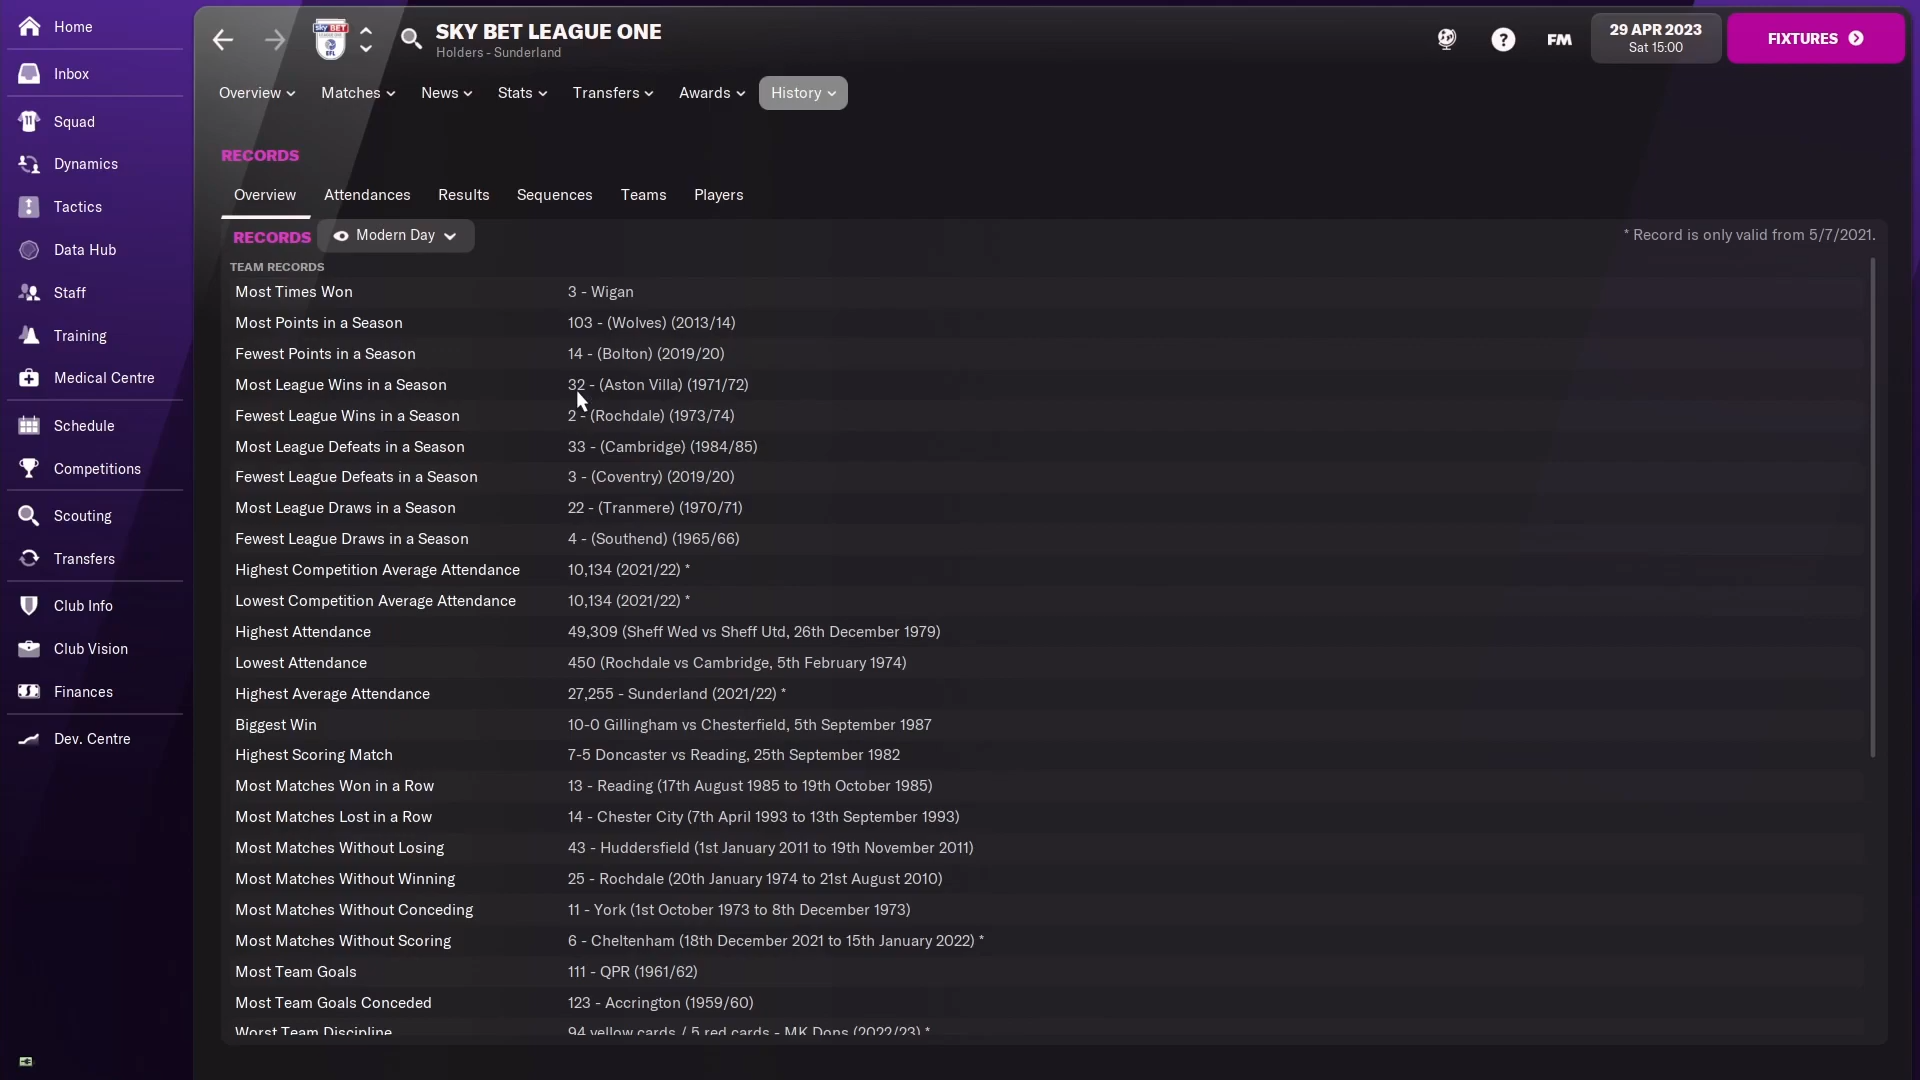 Home
Inbox
Squad
Dynamics
Tactics
Data Hub
Staff
Training
Medical Centre
Schedule
Competitions
Scouting
Transfers
Club Info
Club Vision
Finances
Dev. Centre
sky BET
EFL
SKY BET LEAGUE ONE
Holders - Sunderland
FM
29 APR 2023
Sat 15:00
FIXTURES
Overview Matches News Stats Transfers Awards History
RECORDS
Overview Attendances Results Sequences Teams Players
RECORDS Modern Day * Record is only valid from 5/7/2021.
TEAM RECORDS
Most Times Won 3 - Wigan
Most Points in a Season 103 - (Wolves) (2013/14)
Fewest Points in a Season 14 - (Bolton) (2019/20)
Most League Wins in a Season 32 - (Aston Villa) (1971/72)
Fewest League Wins in a Season 2 - (Rochdale) (1973/74)
Most League Defeats in a Season 33 - (Cambridge) (1984/85)
Fewest League Defeats in a Season 3 - (Coventry) (2019/20)
Most League Draws in a Season 22 - (Tranmere) (1970/71)
Fewest League Draws in a Season 4 - (Southend) (1965/66)
Highest Competition Average Attendance 10,134 (2021/22) *
Lowest Competition Average Attendance 10,134 (2021/22) *
Highest Attendance 49,309 (Sheff Wed vs Sheff Utd, 26th December 1979)
Lowest Attendance 450 (Rochdale vs Cambridge, 5th February 1974)
Highest Average Attendance 27,255 - Sunderland (2021/22) *
Biggest Win 10-0 Gillingham vs Chesterfield, 5th September 1987
Highest Scoring Match 7-5 Doncaster vs Reading, 25th September 1982
Most Matches Won in a Row 13 - Reading (17th August 1985 to 19th October 1985)
Most Matches Lost in a Row 14 - Chester City (7th April 1993 to 13th September 1993)
Most Matches Without Losing 43 - Huddersfield (1st January 2011 to 19th November 2011)
Most Matches Without Winning 25 - Rochdale (20th January 1974 to 21st August 2010)
Most Matches Without Conceding 11 - York (1st October 1973 to 8th December 1973)
Most Matches Without Scoring 6 - Cheltenham (18th December 2021 to 15th January 2022) *
Most Team Goals 111 - QPR (1961/62)
Most Team Goals Conceded 123 - Accrington (1959/60)
Worst Team Discipline 94 yellow cards / 5 red cards - MK Dons (2022/23) *